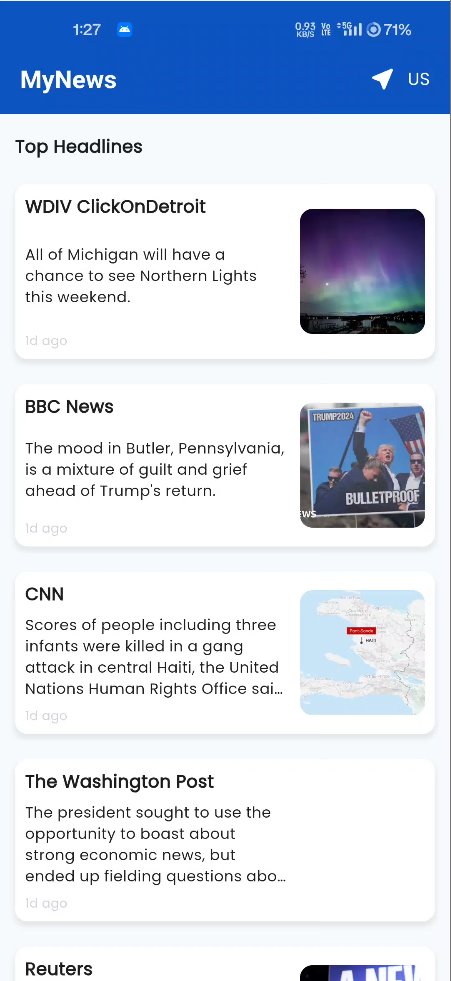 1:27
0.93 KB/S Vo LTE 5G 71%
MyNews
US
Top Headlines
WDIV ClickOnDetroit
All of Michigan will have a
chance to see Northern Lights
this weekend.
1d ago
BBC News
The mood in Butler, Pennsylvania,
is a mixture of guilt and grief
ahead of Trump's return.
1d ago
TRUMP2024
BULLETPROOF
EWS
CNN
Scores of people including three
infants were killed in a gang
attack in central Haiti, the United
Nations Human Rights Office sai…
1d ago
HAITI
The Washington Post
The president sought to use the
opportunity to boast about
strong economic news, but
ended up fielding questions abo…
1d ago
Reuters
A NEW